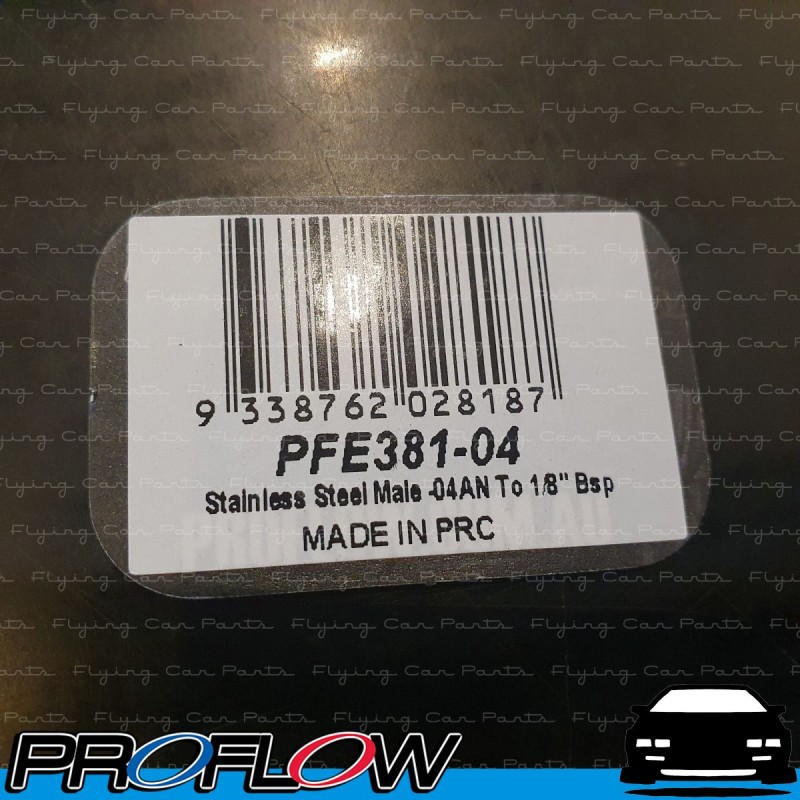 Flying Car Parts
9 338762 028187
PFE381-04
Stainless Steel Male -04AN To 1/8" Bsp
MADE IN PRC
PROFLOW